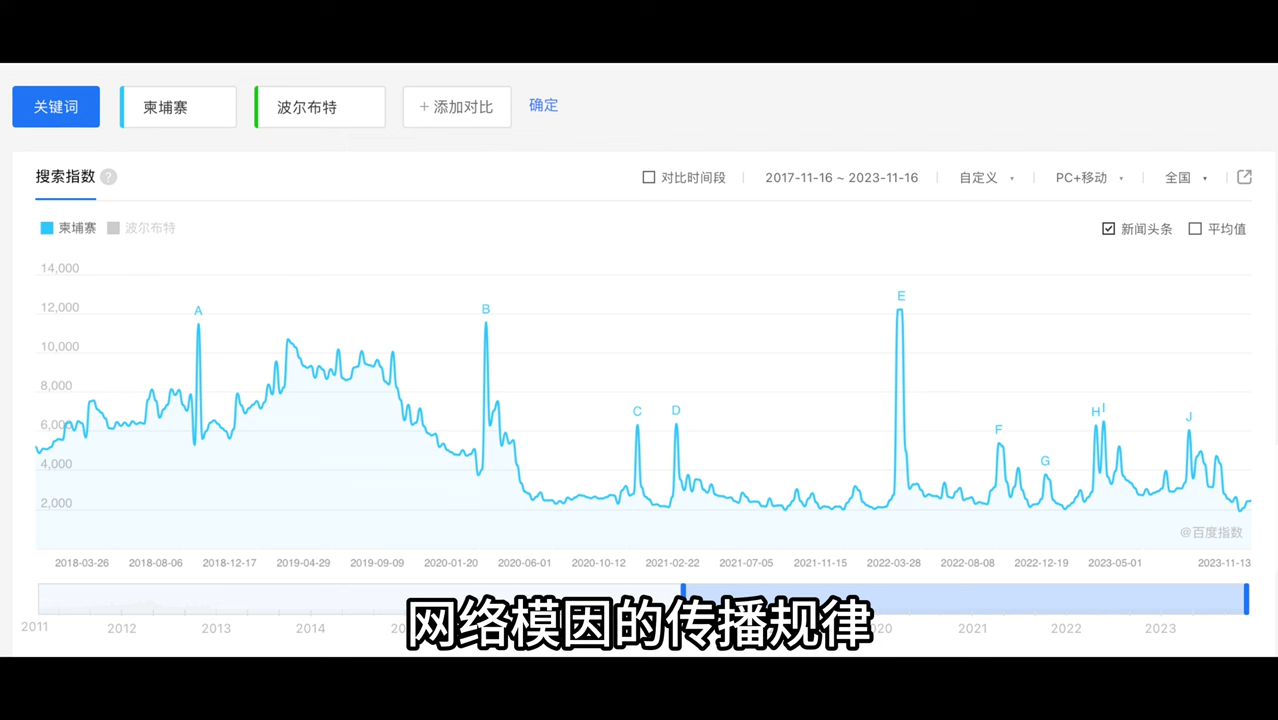 关键词 柬埔寨 波尔布特 + 添加对比 确定
搜索指数 ? 对比时间段 2017-11-16 ~ 2023-11-16 自定义 PC+移动 全国
柬埔寨 波尔布特 新闻头条 平均值
14,000
12,000
10,000
8,000
6,000
4,000
2,000
A
B
C
D
E
F
G
H
I
J
@百度指数
2018-03-26 2018-08-06 2018-12-17 2019-04-29 2019-09-09 2020-01-20 2020-06-01 2020-10-12 2021-02-22 2021-07-05 2021-11-15 2022-03-28 2022-08-08 2022-12-19 2023-05-01 2023-11-13
2011 2012 2013 2014 2021 2022 2023
网络模因的传播规律